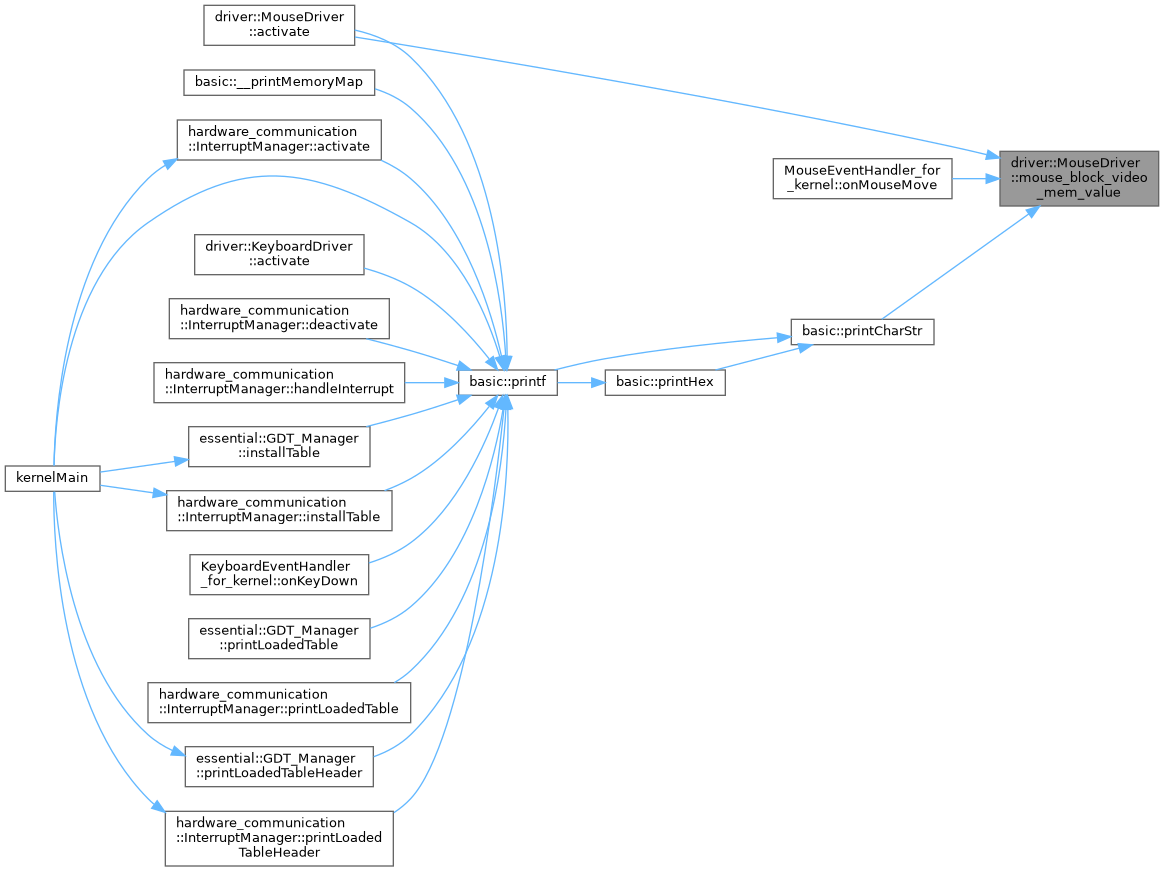 driver::MouseDriver
::activate
basic::__printMemoryMap
hardware_communication
::InterruptManager::activate
driver::MouseDriver
::mouse_block_video
_mem_value
MouseEventHandler_for
_kernel::onMouseMove
driver::KeyboardDriver
::activate
hardware_communication
::InterruptManager::deactivate
basic::printCharStr
hardware_communication
::InterruptManager::handleInterrupt
basic::printf
basic::printHex
essential::GDT_Manager
::installTable
kernelMain
hardware_communication
::InterruptManager::installTable
KeyboardEventHandler
_for_kernel::onKeyDown
essential::GDT_Manager
::printLoadedTable
hardware_communication
::InterruptManager::printLoadedTable
essential::GDT_Manager
::printLoadedTableHeader
hardware_communication
::InterruptManager::printLoaded
TableHeader